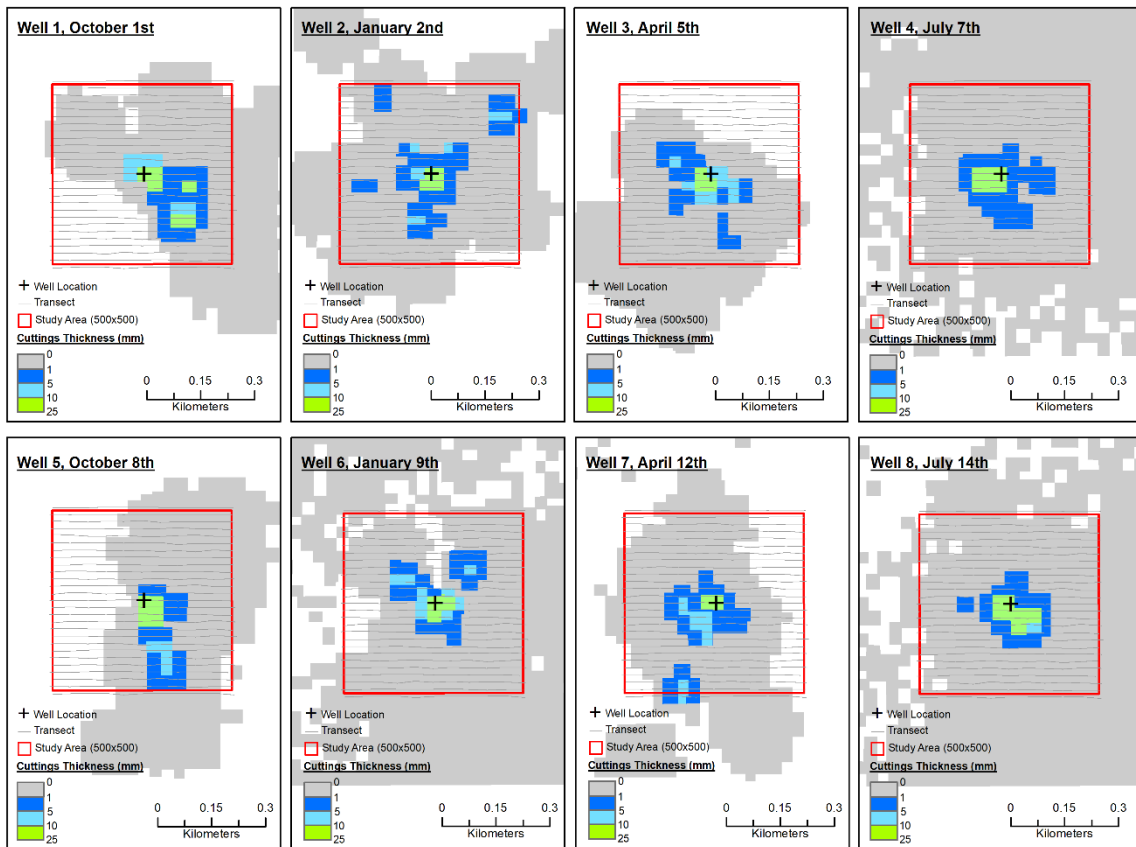 Well 1, October 1st
Well Location
Transect
Study Area (500x500)
Cuttings Thickness (mm)
0
1
5
10
25
0 0.15 0.3
Kilometers
Well 2, January 2nd
Well Location
Transect
Study Area (500x500)
Cuttings Thickness (mm)
0
1
5
10
25
0 0.15 0.3
Kilometers
Well 3, April 5th
Well Location
Transect
Study Area (500x500)
Cuttings Thickness (mm)
0
1
5
10
25
0 0.15 0.3
Kilometers
Well 4, July 7th
Well Location
Transect
Study Area (500x500)
Cuttings Thickness (mm)
0
1
5
10
25
0 0.15 0.3
Kilometers
Well 5, October 8th
Well Location
Transect
Study Area (500x500)
Cuttings Thickness (mm)
0
1
5
10
25
0 0.15 0.3
Kilometers
Well 6, January 9th
Well Location
Transect
Study Area (500x500)
Cuttings Thickness (mm)
0
1
5
10
25
0 0.15 0.3
Kilometers
Well 7, April 12th
Well Location
Transect
Study Area (500x500)
Cuttings Thickness (mm)
0
1
5
10
25
0 0.15 0.3
Kilometers
Well 8, July 14th
Well Location
Transect
Study Area (500x500)
Cuttings Thickness (mm)
0
1
5
10
25
0 0.15 0.3
Kilometers